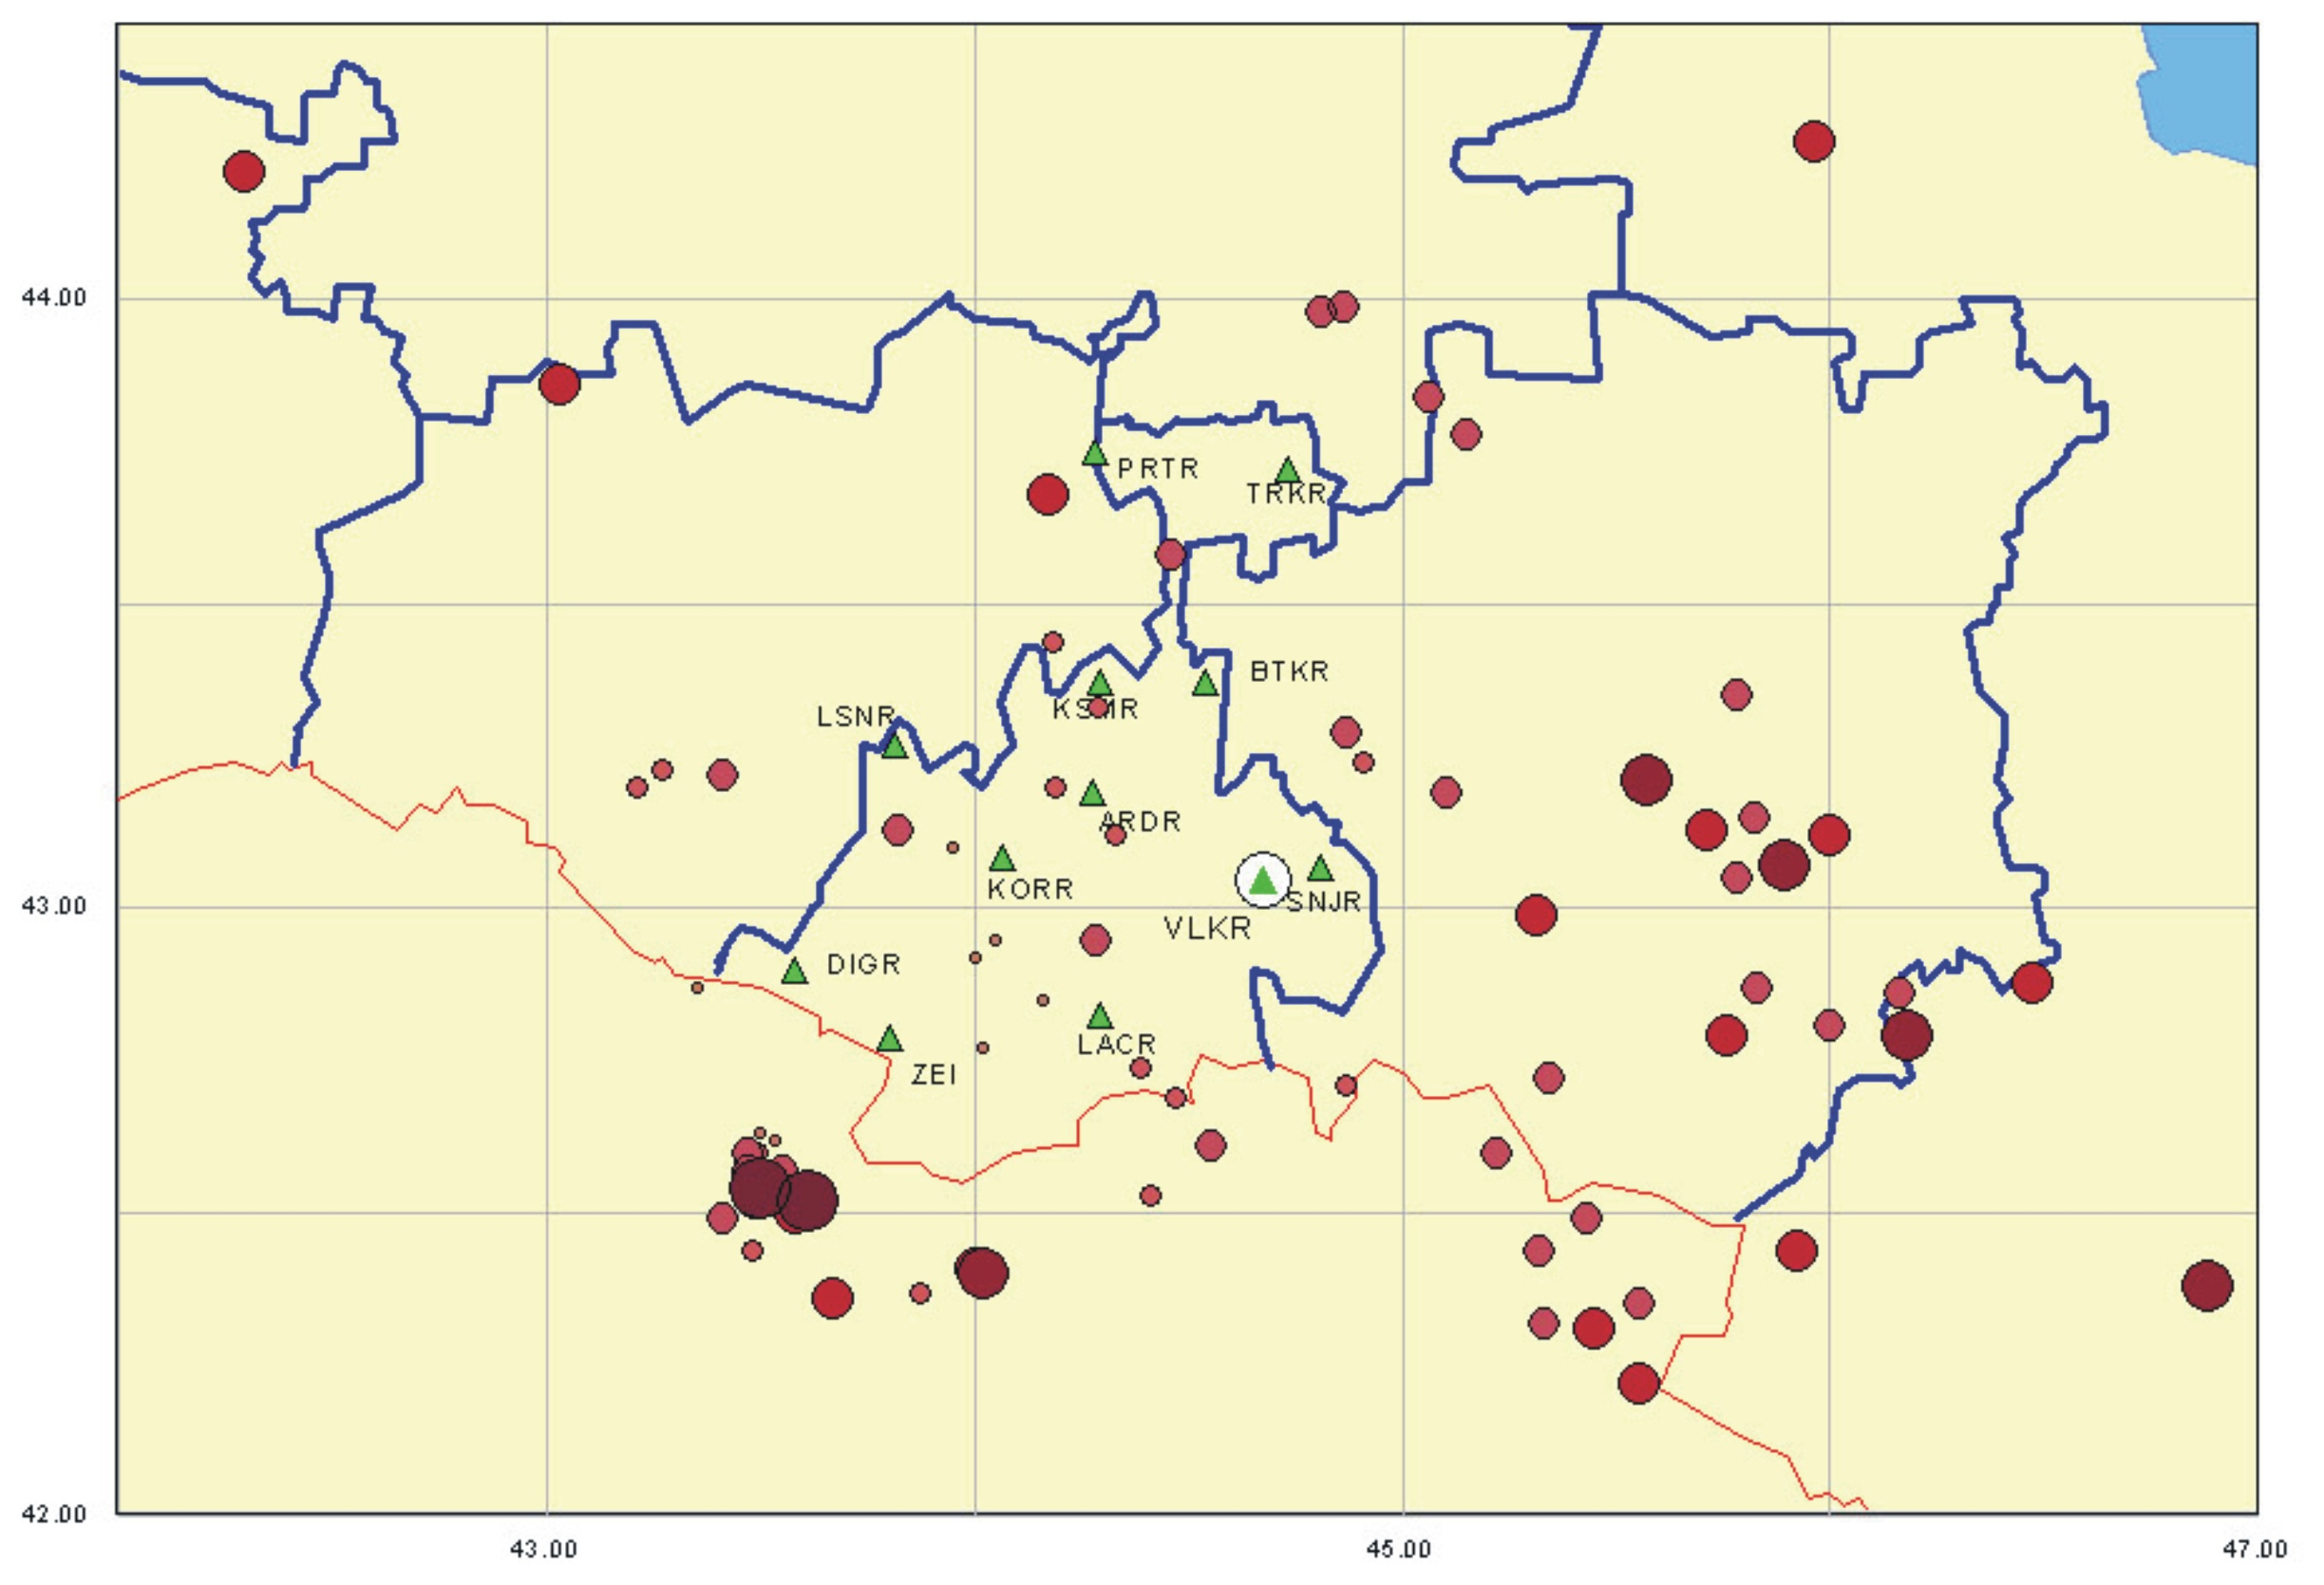 44.00
PRTR
TRKR
BTKR
KSMR
LSNR
ARDR
KORR
SNJR
43.00
VLKR
DIGR
LACR
ZEI
42.00
43.00
45.00
47.00